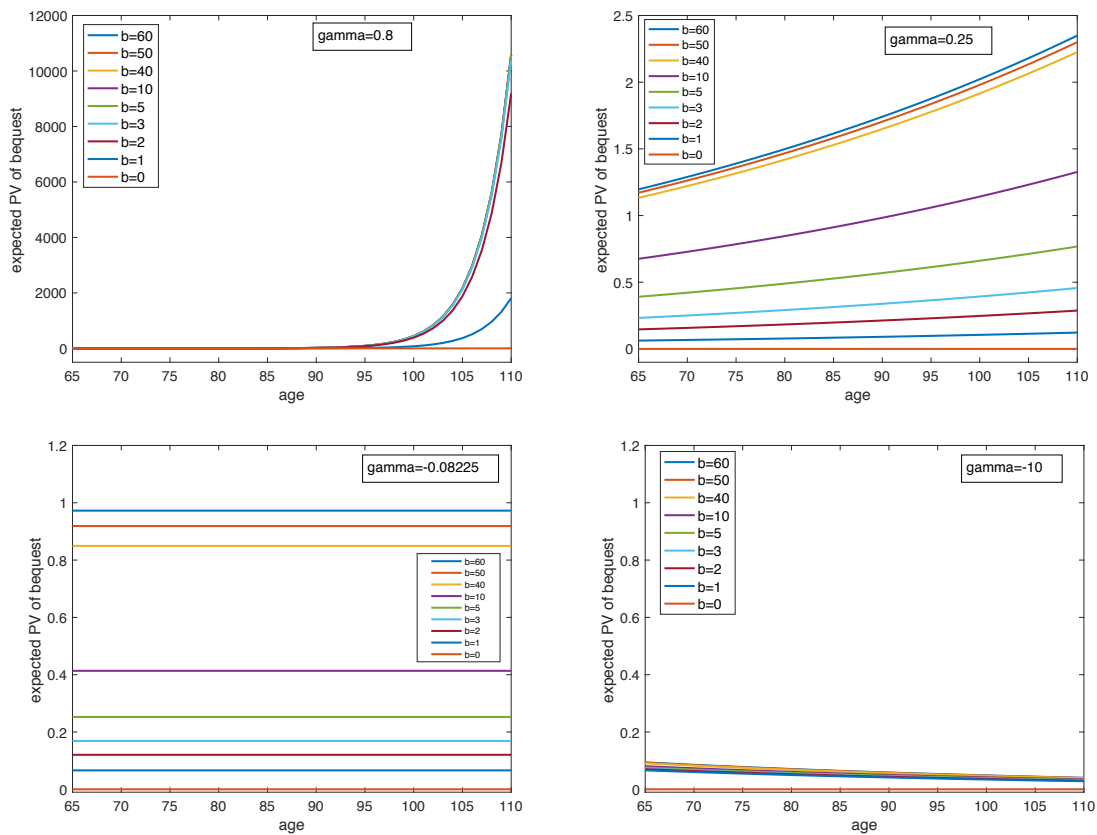 12000
10000
8000
6000
4000
2000
0
expected PV of bequest
b=60
b=50
b=40
b=10
b=5
b=3
b=2
b=1
b=0
gamma=0.8
65 70 75 80 85 90 95 100 105 110
age
2.5
2
1.5
1
0.5
0
expected PV of bequest
b=60
b=50
b=40
b=10
b=5
b=3
b=2
b=1
b=0
gamma=0.25
65 70 75 80 85 90 95 100 105 110
age
1.2
1
0.8
0.6
0.4
0.2
0
expected PV of bequest
gamma=-0.08225
b=60
b=50
b=40
b=10
b=5
b=3
b=2
b=1
b=0
65 70 75 80 85 90 95 100 105 110
age
1.2
1
0.8
0.6
0.4
0.2
0
expected PV of bequest
b=60
b=50
b=40
b=10
b=5
b=3
b=2
b=1
b=0
gamma=-10
65 70 75 80 85 90 95 100 105 110
age